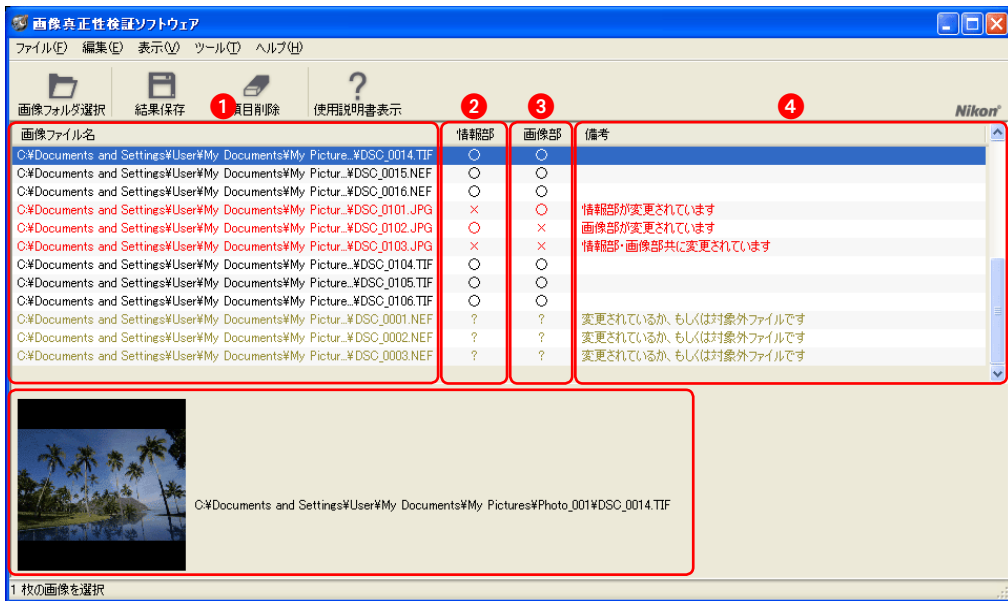 画像真正性検証ソフトウェア
ファイル(F) 編集(E) 表示(V) ツール(T) ヘルプ(H)
画像フォルダ選択 結果保存 項目削除 使用説明書表示 Nikon
1 2 3 4
画像ファイル名 情報部 画像部 備考
C:¥Documents and Settings¥User¥My Documents¥My Picture...¥DSC_0014.TIF ○ ○
C:¥Documents and Settings¥User¥My Documents¥My Pictur...¥DSC_0015.NEF ○ ○
C:¥Documents and Settings¥User¥My Documents¥My Pictur...¥DSC_0016.NEF ○ ○
C:¥Documents and Settings¥User¥My Documents¥My Pictur...¥DSC_0101.JPG × ○ 情報部が変更されています
C:¥Documents and Settings¥User¥My Documents¥My Pictur...¥DSC_0102.JPG ○ × 画像部が変更されています
C:¥Documents and Settings¥User¥My Documents¥My Pictur...¥DSC_0103.JPG × × 情報部・画像部共に変更されています
C:¥Documents and Settings¥User¥My Documents¥My Picture...¥DSC_0104.TIF ○ ○
C:¥Documents and Settings¥User¥My Documents¥My Picture...¥DSC_0105.TIF ○ ○
C:¥Documents and Settings¥User¥My Documents¥My Picture...¥DSC_0106.TIF ○ ○
C:¥Documents and Settings¥User¥My Documents¥My Pictur...¥DSC_0001.NEF ? ? 変更されているか、もしくは対象外ファイルです
C:¥Documents and Settings¥User¥My Documents¥My Pictur...¥DSC_0002.NEF ? ? 変更されているか、もしくは対象外ファイルです
C:¥Documents and Settings¥User¥My Documents¥My Pictur...¥DSC_0003.NEF ? ? 変更されているか、もしくは対象外ファイルです
C:¥Documents and Settings¥User¥My Documents¥My Pictures¥Photo_001¥DSC_0014.TIF
1 枚の画像を選択